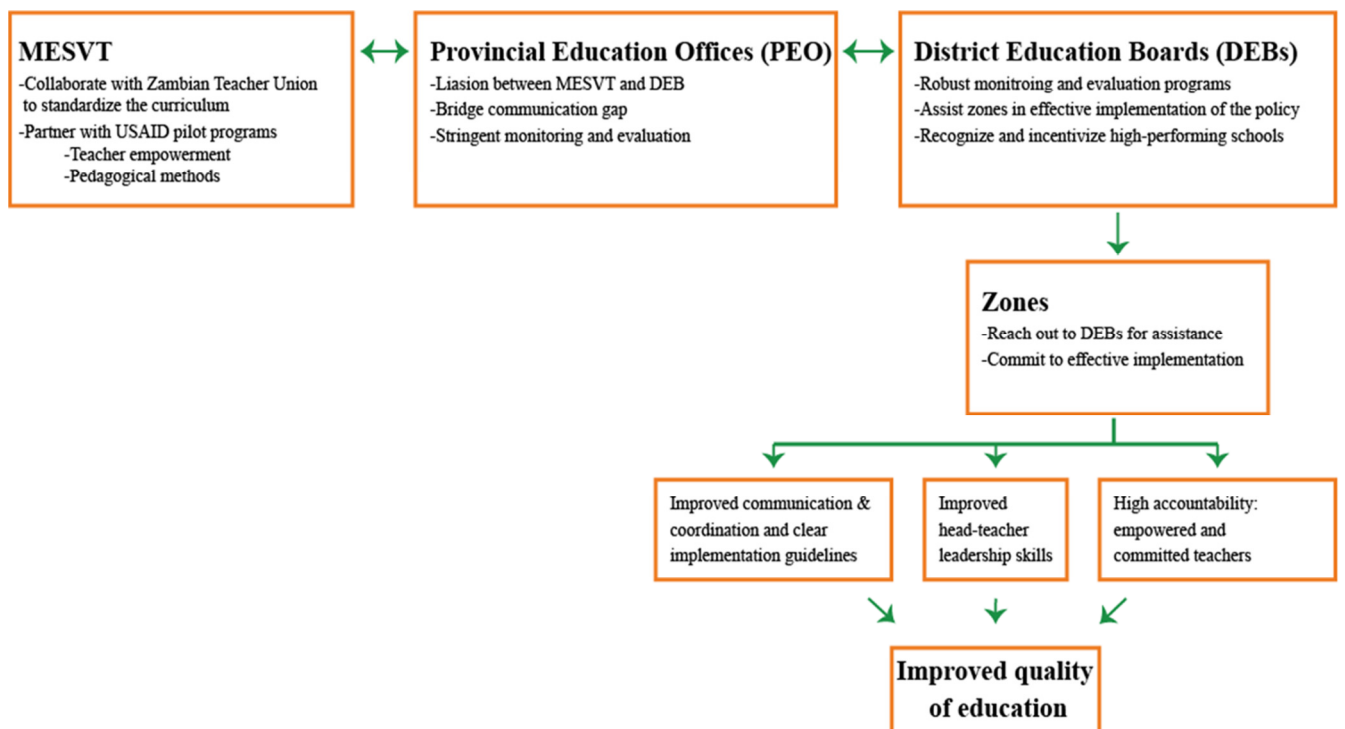 MESVT
-Collaborate with Zambian Teacher Union
to standardize the curriculum
-Partner with USAID pilot programs
-Teacher empowerment
-Pedagogical methods
Provincial Education Offices (PEO)
-Liasion between MESVT and DEB
-Bridge communication gap
-Stringent monitoring and evaluation
District Education Boards (DEBs)
-Robust monitroing and evaluation programs
-Assist zones in effective implementation of the policy
-Recognize and incentivize high-performing schools
Zones
-Reach out to DEBs for assistance
-Commit to effective implementation
Improved communication &
coordination and clear
implementation guidelines
Improved
head-teacher
leadership skills
High accountability:
empowered and
committed teachers
Improved quality
of education